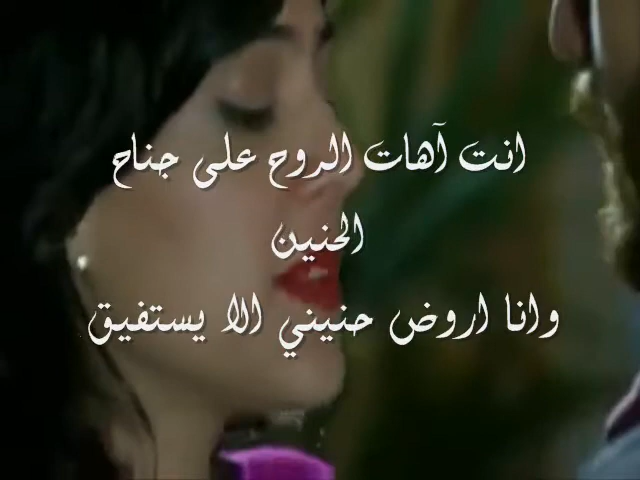 انت آهات الروح على جناح
الحنين
وانا اروض حنيني الا يستفيق